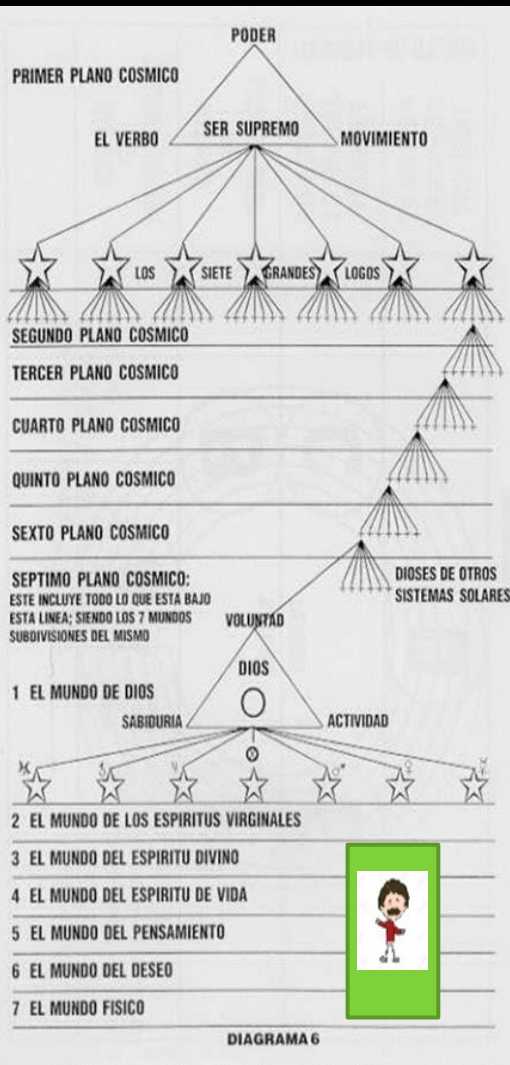 PODER
PRIMER PLANO COSMICO
SER SUPREMO
EL VERBO
MOVIMIENTO
LOS SIETE GRANDES LOGOS
SEGUNDO PLANO COSMICO
TERCER PLANO COSMICO
CUARTO PLANO COSMICO
QUINTO PLANO COSMICO
SEXTO PLANO COSMICO
SEPTIMO PLANO COSMICO:
ESTE INCLUYE TODO LO QUE ESTA BAJO
ESTA LINEA; SIENDO LOS 7 MUNDOS
SUBDIVISIONES DEL MISMO
DIOSES DE OTROS
SISTEMAS SOLARES
VOLUNTAD
DIOS
1 EL MUNDO DE DIOS
SABIDURIA
ACTIVIDAD
2 EL MUNDO DE LOS ESPIRITUS VIRGINALES
3 EL MUNDO DEL ESPIRITU DIVINO
4 EL MUNDO DEL ESPIRITU DE VIDA
5 EL MUNDO DEL PENSAMIENTO
6 EL MUNDO DEL DESEO
7 EL MUNDO FISICO
DIAGRAMA 6